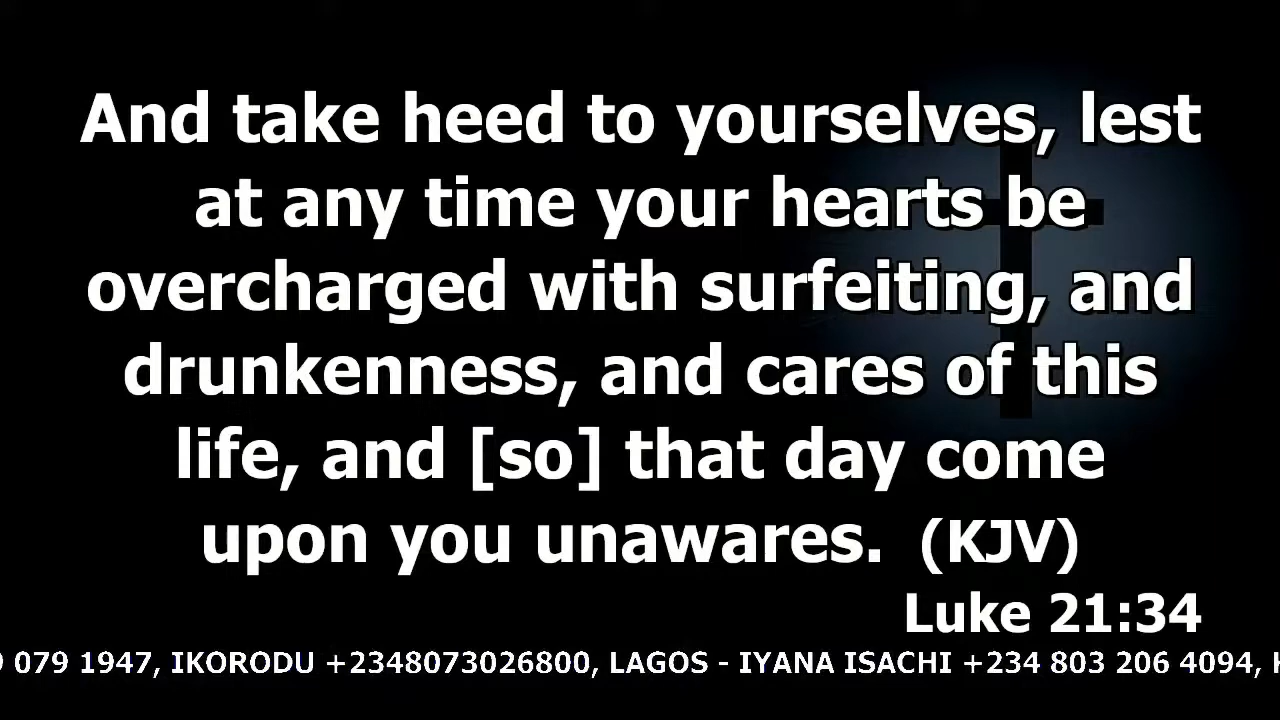 And take heed to yourselves, lest
at any time your hearts be
overcharged with surfeiting, and
drunkenness, and cares of this
life, and [so] that day come
upon you unawares. (KJV)
Luke 21:34
079 1947, IKORODU +2348073026800, LAGOS - IYANA ISACHI +234 803 206 4094,